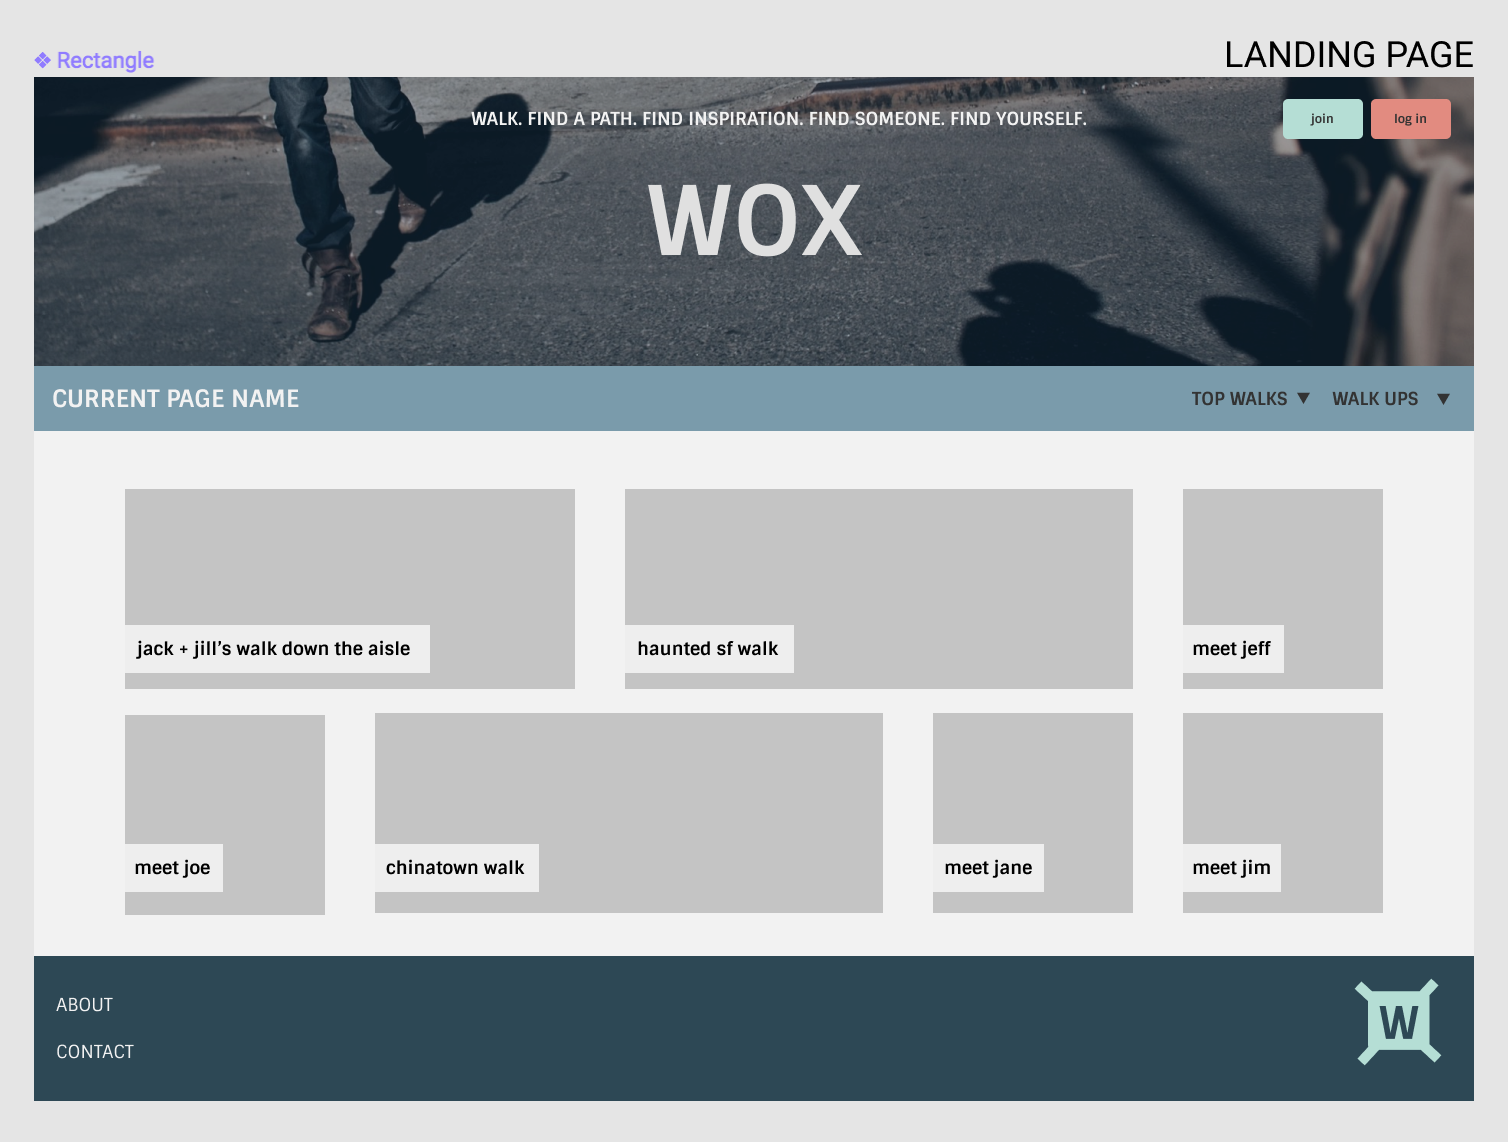 ❖ Rectangle
LANDING PAGE
WALK. FIND A PATH. FIND INSPIRATION. FIND SOMEONE. FIND YOURSELF.
join
log in
WOX
CURRENT PAGE NAME
TOP WALKS ▼
WALK UPS ▼
jack + jill’s walk down the aisle
haunted sf walk
meet jeff
meet joe
chinatown walk
meet jane
meet jim
ABOUT
CONTACT
W